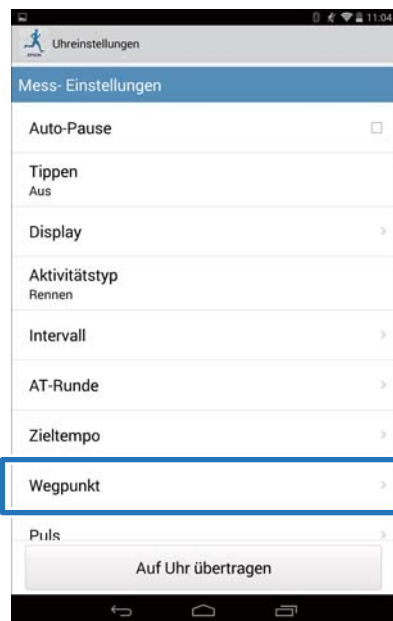 11:04
Uhreinstellungen
Mess- Einstellungen
Auto-Pause
Tippen
Aus
Display
Aktivitätstyp
Rennen
Intervall
AT-Runde
Zieltempo
Wegpunkt
Puls
Auf Uhr übertragen